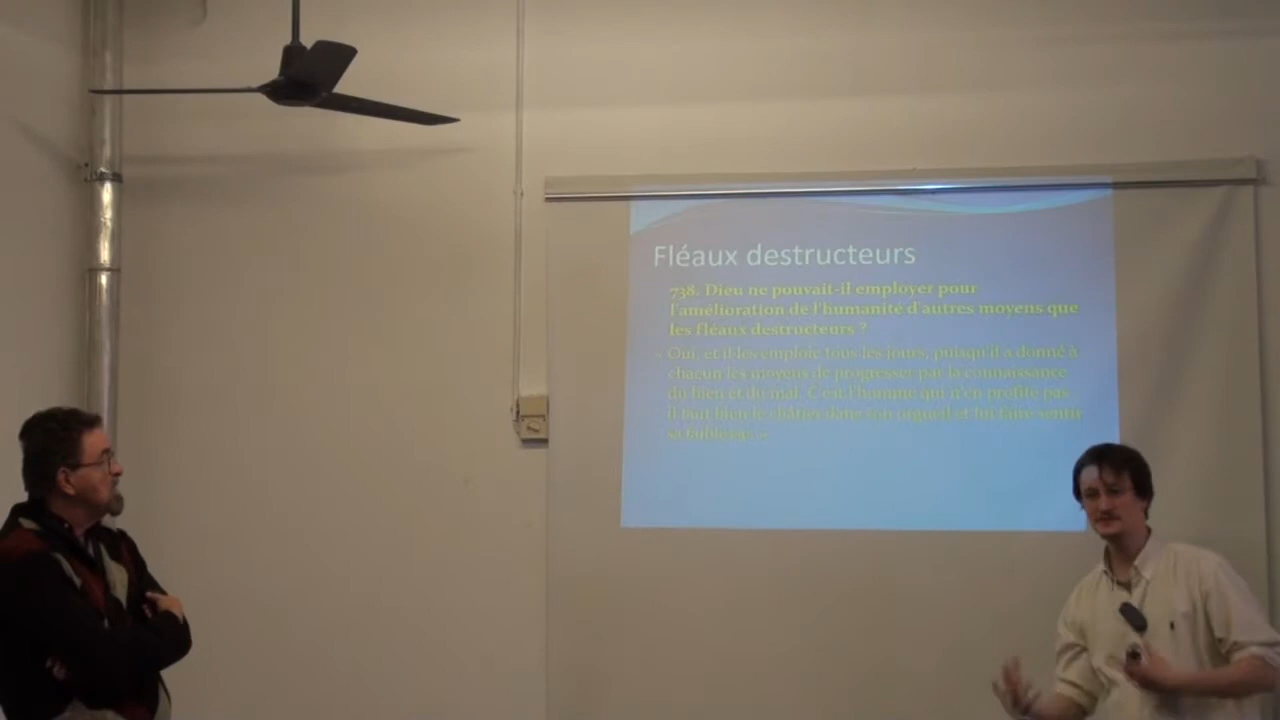 Fléaux destructeurs
738. Dieu ne pouvait-il employer pour
l'amélioration de l'humanité d'autres moyens que
les fléaux destructeurs ?
« Oui, et il les emploie tous les jours, puisqu'il a donné à
chacun les moyens de progresser par la connaissance
du bien et du mal. C'est l'homme qui n'en profite pas ;
il faut bien le châtier dans son orgueil et lui faire sentir
sa faiblesse. »